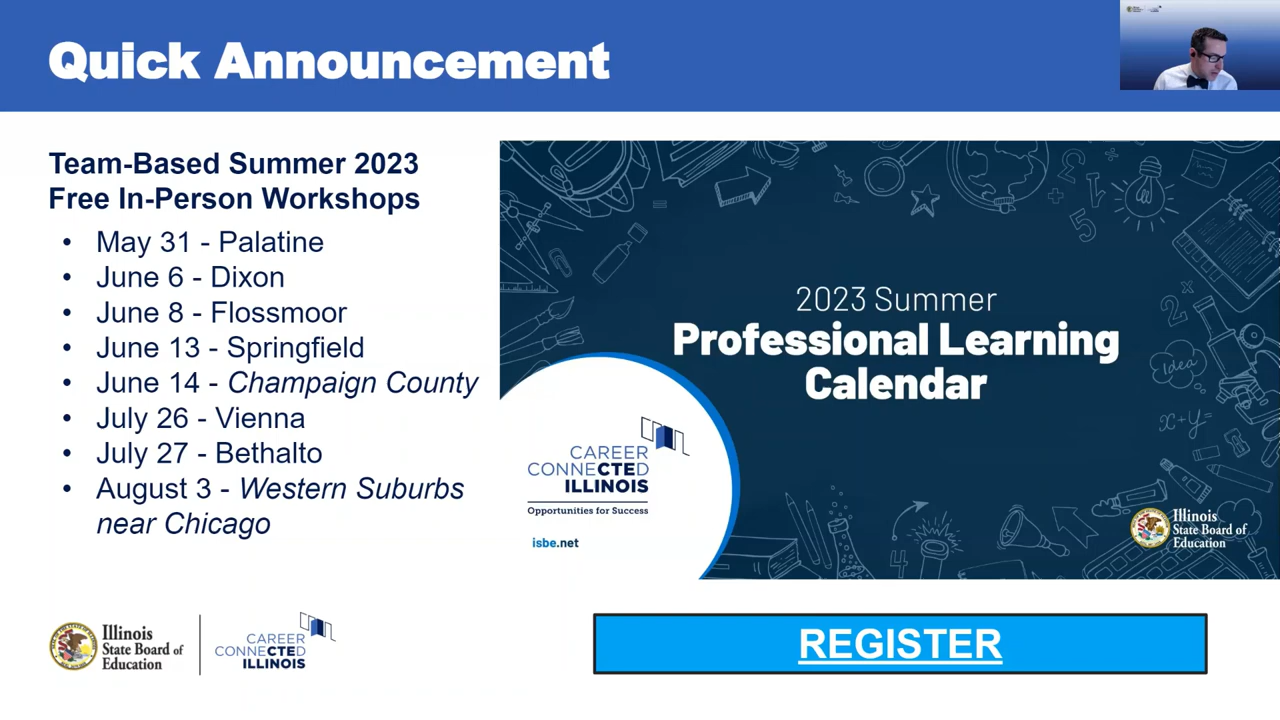 Quick Announcement
Team-Based Summer 2023
Free In-Person Workshops
• May 31 - Palatine
• June 6 - Dixon
• June 8 - Flossmoor
• June 13 - Springfield
• June 14 - Champaign County
• July 26 - Vienna
• July 27 - Bethalto
• August 3 - Western Suburbs
near Chicago
2023 Summer
Professional Learning
Calendar
Idea
x+y=
CAREER
CONNECTED
ILLINOIS
Opportunities for Success
isbe.net
Illinois
State Board of
Education
Illinois
State Board of
Education
CAREER
CONNECTED
ILLINOIS
REGISTER